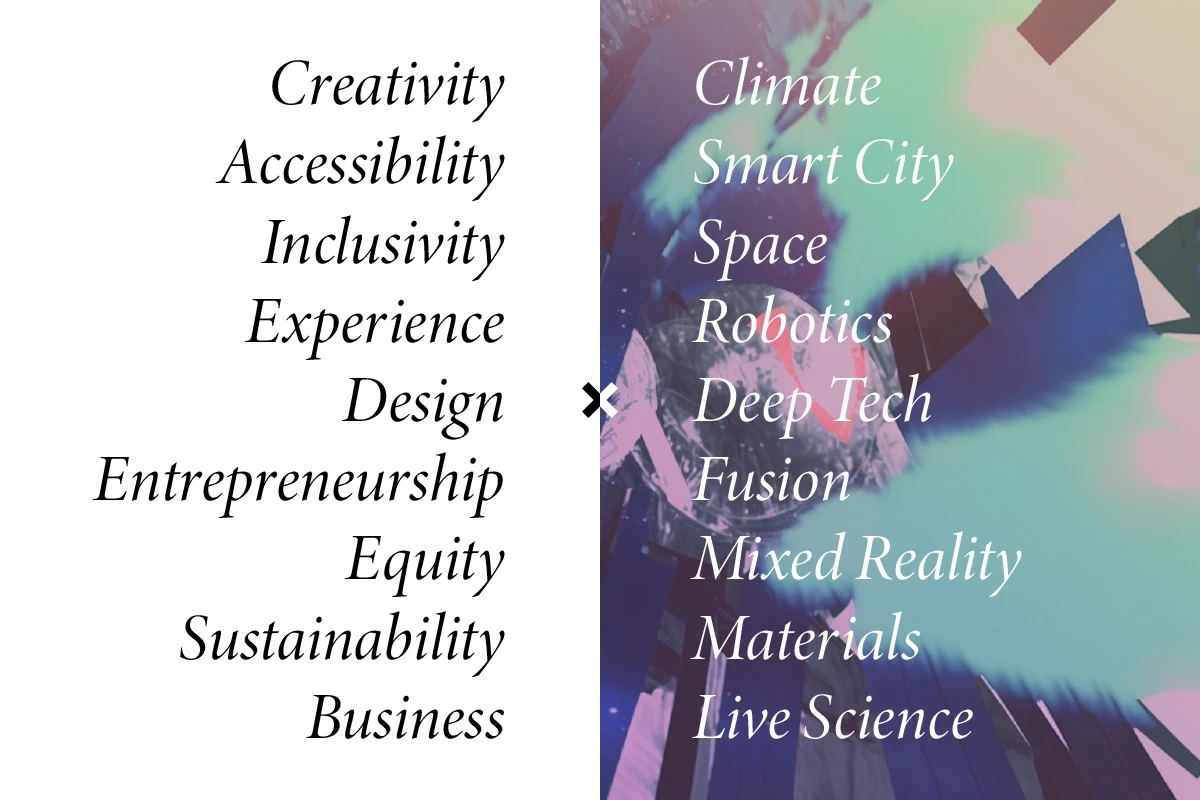 Creativity
Accessibility
Inclusivity
Experience
Design
Entrepreneurship
Equity
Sustainability
Business
×
Climate
Smart City
Space
Robotics
Deep Tech
Fusion
Mixed Reality
Materials
Live Science